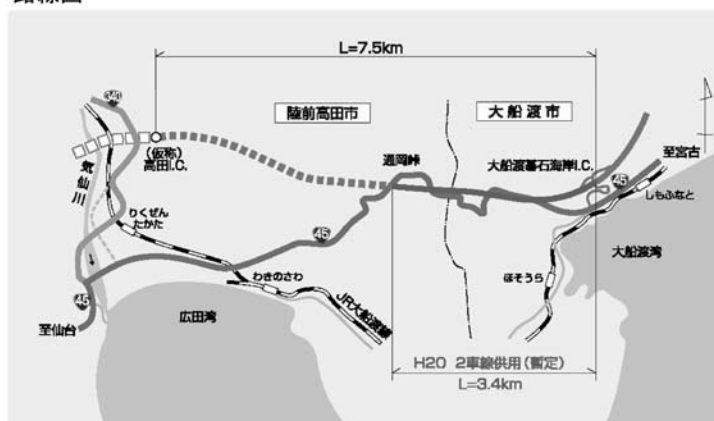 L=7.5km
340
陸前高田市
大船渡市
(仮称)
高田I.C.
通岡峠
大船渡碁石海岸I.C.
至宮古
45
しもふなと
気仙川
りくぜん
たかた
45
大船渡湾
わきのさわ
ほそうら
45
JR大船渡線
至仙台
広田湾
H20 2車線供用(暫定)
L=3.4km